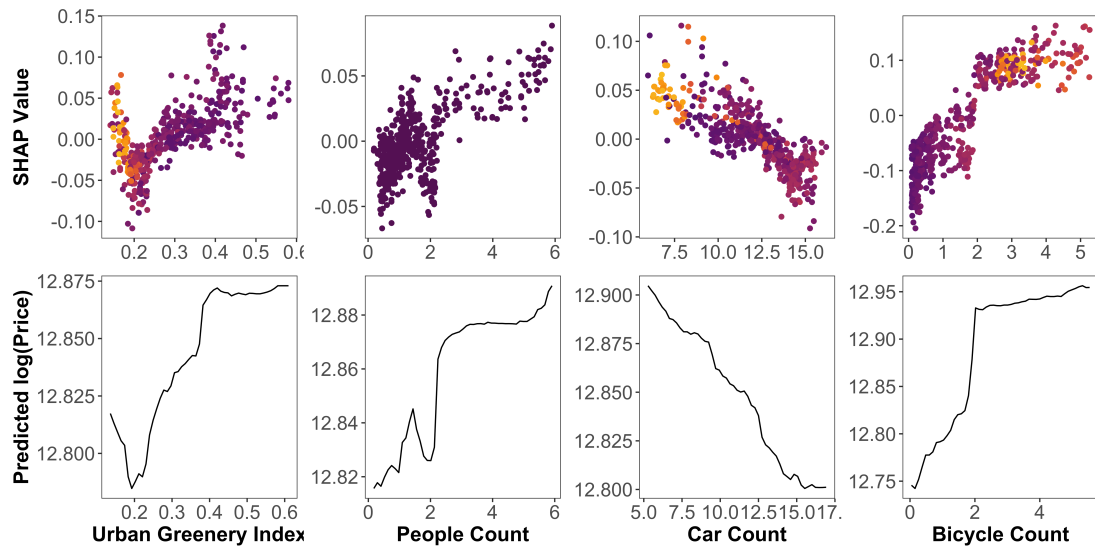 SHAP Value
0.15
0.10
0.05
0.00
-0.05
-0.10
0.2 0.3 0.4 0.5 0.6
0.05
0.00
-0.05
0 2 4 6
0.10
0.05
0.00
-0.05
-0.10
7.5 10.0 12.5 15.0
0.1
0.0
-0.1
-0.2
0 1 2 3 4 5
Predicted log(Price)
12.875
12.850
12.825
12.800
0.2 0.3 0.4 0.5 0.6
Urban Greenery Index
12.88
12.86
12.84
12.82
0 2 4 6
People Count
12.900
12.875
12.850
12.825
12.800
5.0 7.5 10.0 12.5 15.0 17.
Car Count
12.95
12.90
12.85
12.80
12.75
0 2 4
Bicycle Count